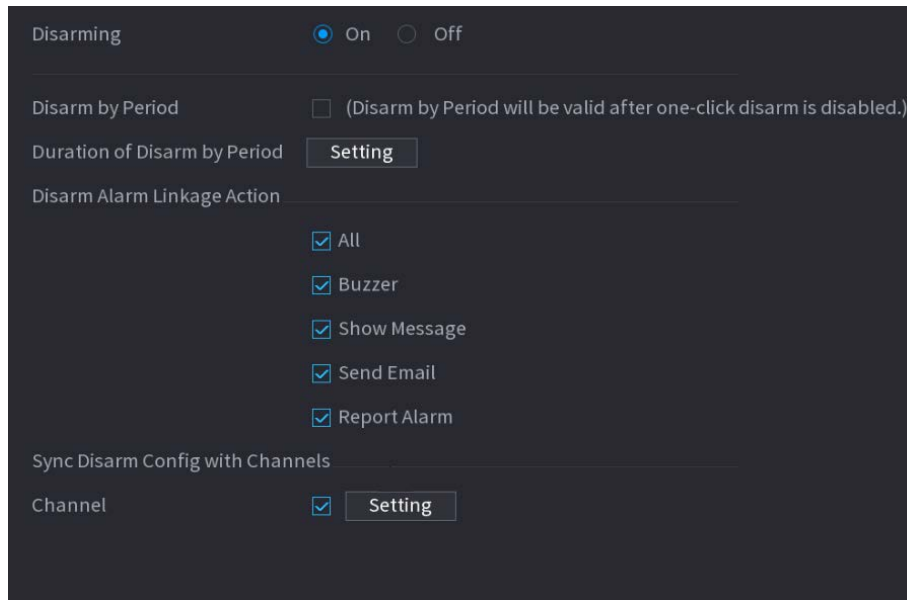 Disarming On Off
Disarm by Period (Disarm by Period will be valid after one-click disarm is disabled.)
Duration of Disarm by Period Setting
Disarm Alarm Linkage Action
All
Buzzer
Show Message
Send Email
Report Alarm
Sync Disarm Config with Channels
Channel Setting